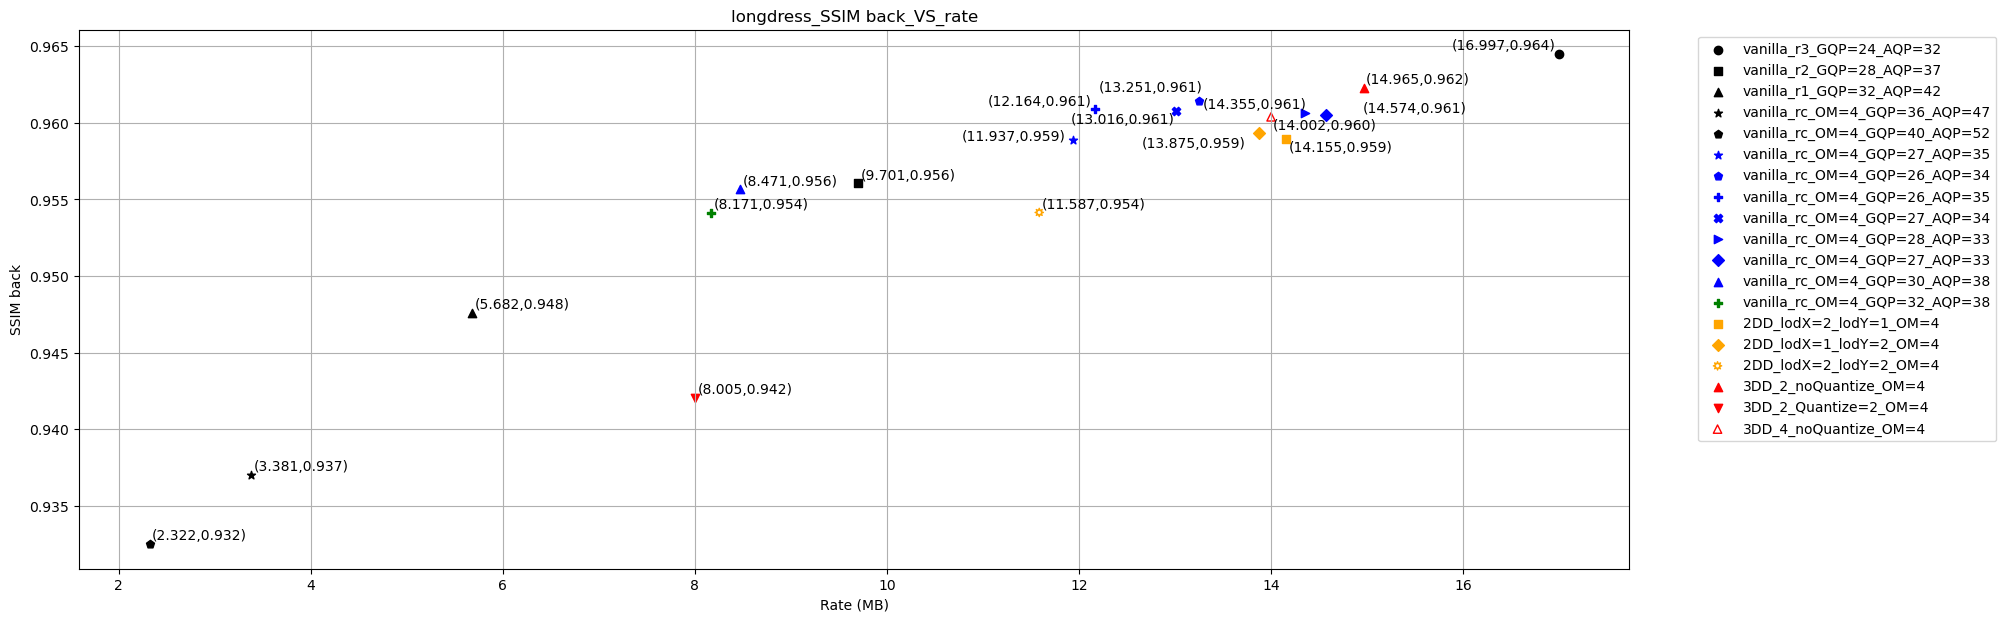 longdress_SSIM back_VS_rate
SSIM back
0.965
0.960
0.955
0.950
0.945
0.940
0.935
(16.997,0.964)
(14.965,0.962)
(13.251,0.961)
(12.164,0.961)
(14.355,0.961)
(14.574,0.961)
(13.016,0.961)
(14.002,0.960)
(11.937,0.959)
(13.875,0.959)
(14.155,0.959)
(9.701,0.956)
(8.471,0.956)
(8.171,0.954)
(11.587,0.954)
(5.682,0.948)
(8.005,0.942)
(3.381,0.937)
(2.322,0.932)
2 4 6 8 10 12 14 16
Rate (MB)
vanilla_r3_GQP=24_AQP=32
vanilla_r2_GQP=28_AQP=37
vanilla_r1_GQP=32_AQP=42
vanilla_rc_OM=4_GQP=36_AQP=47
vanilla_rc_OM=4_GQP=40_AQP=52
vanilla_rc_OM=4_GQP=27_AQP=35
vanilla_rc_OM=4_GQP=26_AQP=34
vanilla_rc_OM=4_GQP=26_AQP=35
vanilla_rc_OM=4_GQP=27_AQP=34
vanilla_rc_OM=4_GQP=28_AQP=33
vanilla_rc_OM=4_GQP=27_AQP=33
vanilla_rc_OM=4_GQP=30_AQP=38
vanilla_rc_OM=4_GQP=32_AQP=38
2DD_lodX=2_lodY=1_OM=4
2DD_lodX=1_lodY=2_OM=4
2DD_lodX=2_lodY=2_OM=4
3DD_2_noQuantize_OM=4
3DD_2_Quantize=2_OM=4
3DD_4_noQuantize_OM=4